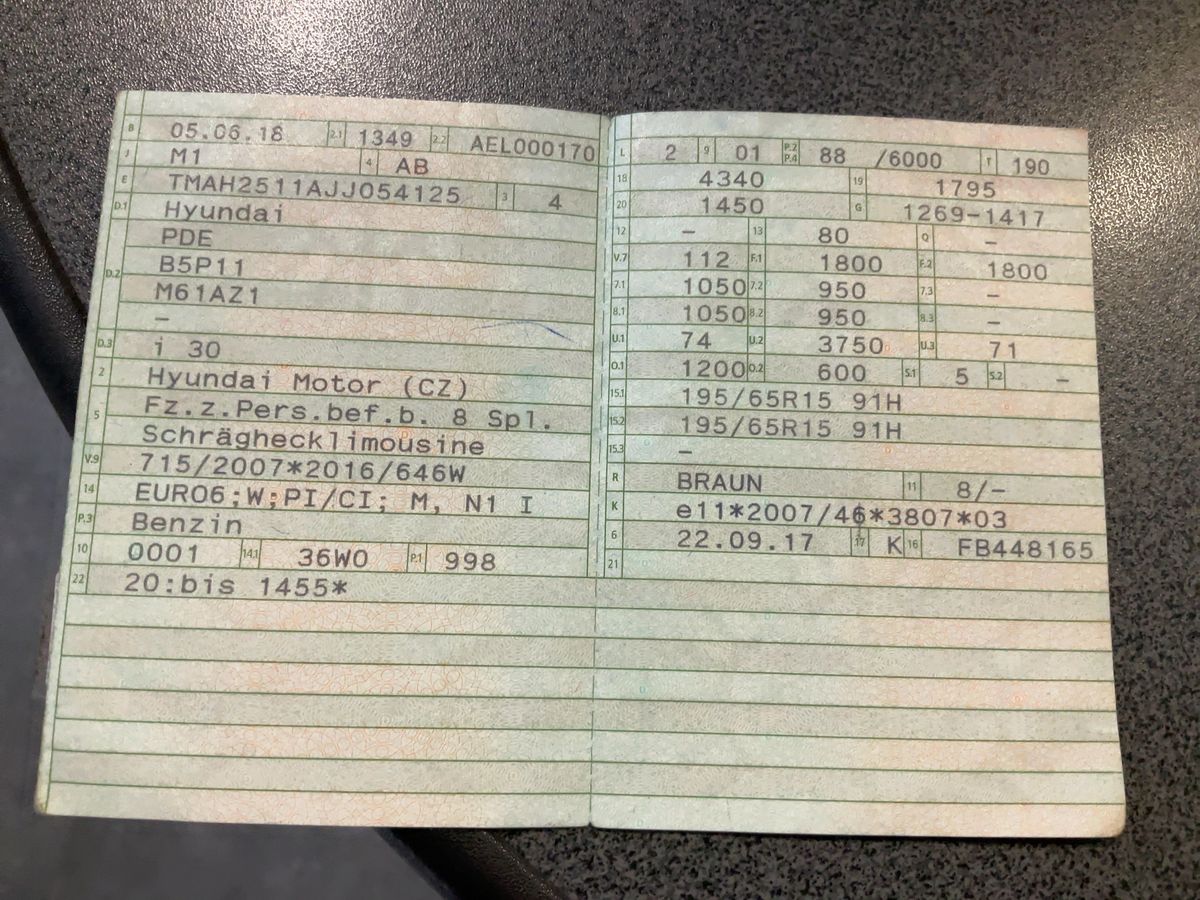 B 05.06.18 2.1 1349 2.2 AEL000170
J M1 4 AB
E TMAH2511AJJ054125 3 4
D.1 Hyundai
PDE
D.2 B5P11
M61AZ1
–
D.3 i 30
2 Hyundai Motor (CZ)
5 Fz.z.Pers.bef.b. 8 Spl.
Schräghecklimousine
V.9 715/2007*2016/646W
14 EURO6;W;PI/CI; M, N1 I
P.3 Benzin
10 0001 14.1 36W0 P.1 998
22 20:bis 1455*
L 2 9 01 P.2 P.4 88 /6000 T 190
18 4340 19 1795
20 1450 G 1269-1417
12 – 13 80 Q –
V.7 112 F.1 1800 F.2 1800
7.1 1050 7.2 950 7.3 –
8.1 1050 8.2 950 8.3 –
U.1 74 U.2 3750 U.3 71
O.1 1200 O.2 600 S.1 5 S.2 –
15.1 195/65R15 91H
15.2 195/65R15 91H
15.3 –
R BRAUN 11 8/–
K e11*2007/46*3807*03
6 22.09.17 17 K 16 FB448165
21